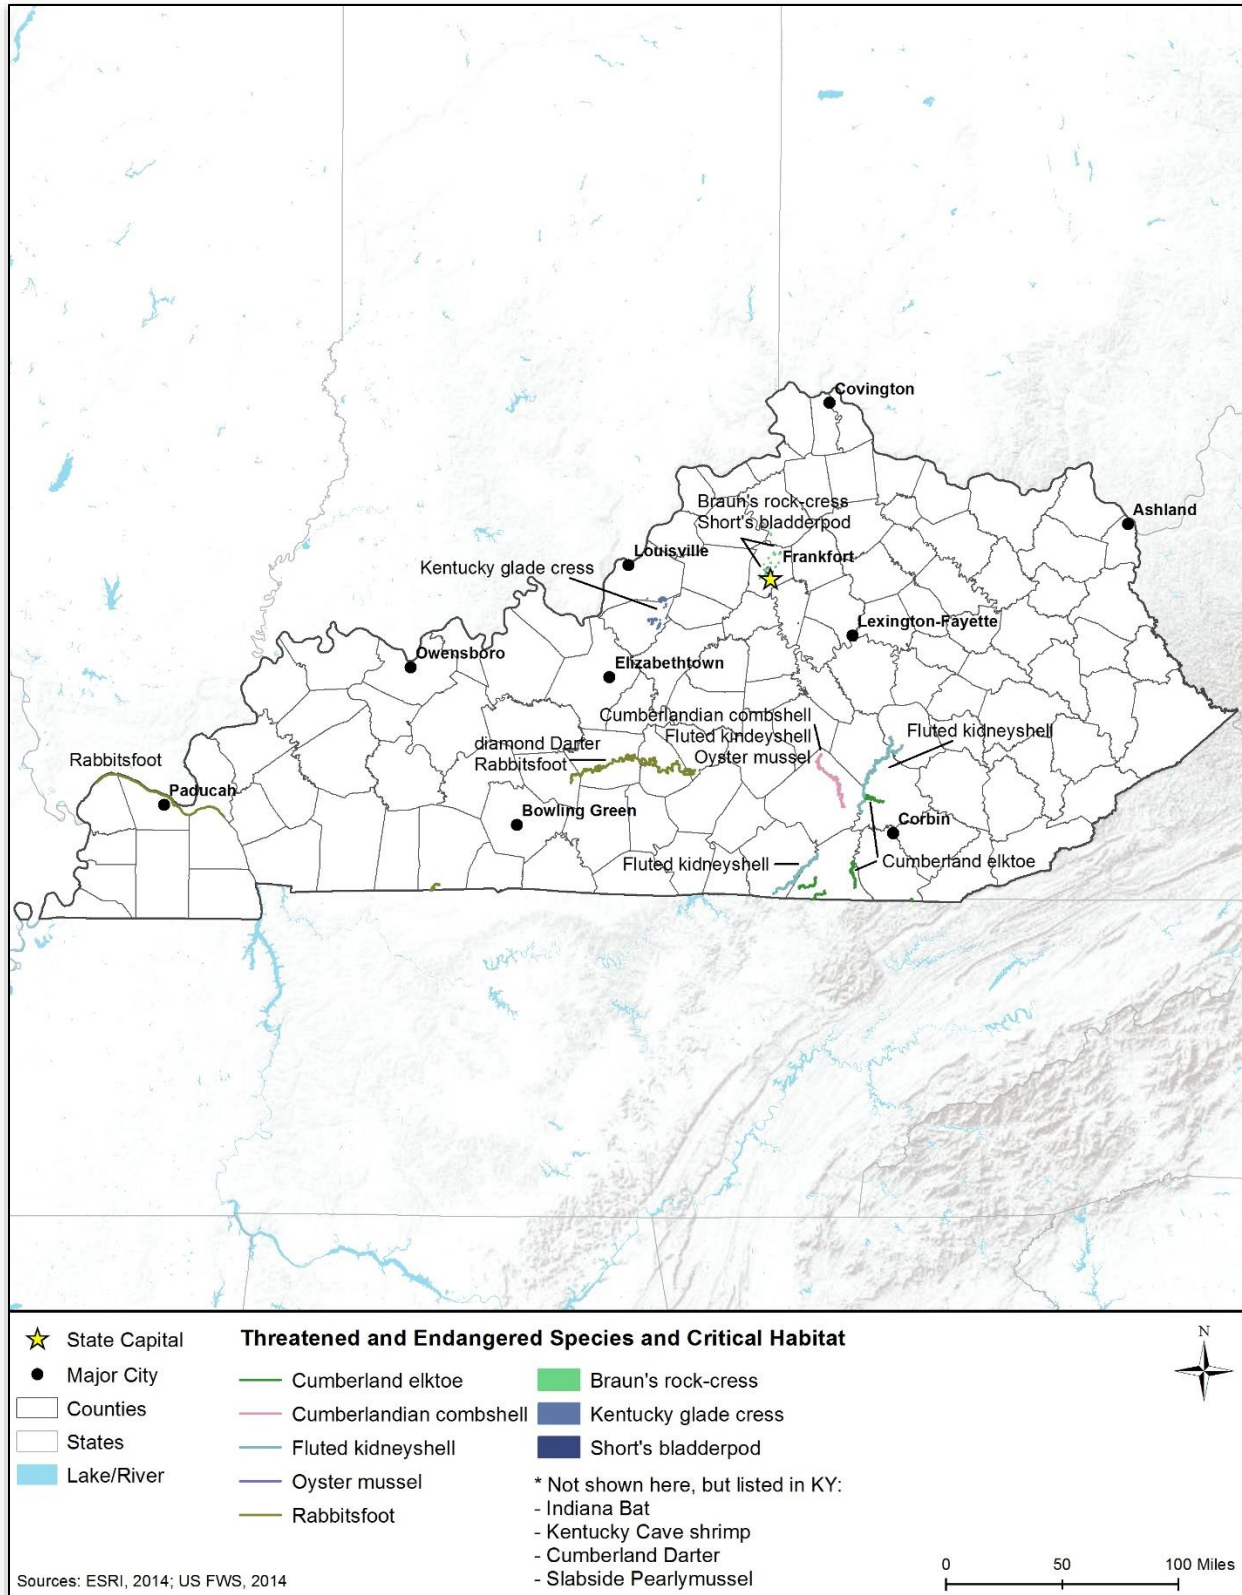 Covington
Braun's rock-cress
Short's bladderpod
Ashland
Louisville
Frankfort
Kentucky glade cress
Lexington-Fayette
Owensboro
Elizabethtown
Cumberlandian combshell
Fluted kindeyshell
Oyster mussel
Fluted kidneyshell
diamond Darter
Rabbitsfoot
Rabbitsfoot
Paducah
Bowling Green
Corbin
Fluted kidneyshell
Cumberland elktoe
State Capital
Major City
Counties
States
Lake/River
Threatened and Endangered Species and Critical Habitat
Cumberland elktoe
Cumberlandian combshell
Fluted kidneyshell
Oyster mussel
Rabbitsfoot
Braun's rock-cress
Kentucky glade cress
Short's bladderpod
* Not shown here, but listed in KY:
- Indiana Bat
- Kentucky Cave shrimp
- Cumberland Darter
- Slabside Pearlymussel
N
0 50 100 Miles
Sources: ESRI, 2014; US FWS, 2014